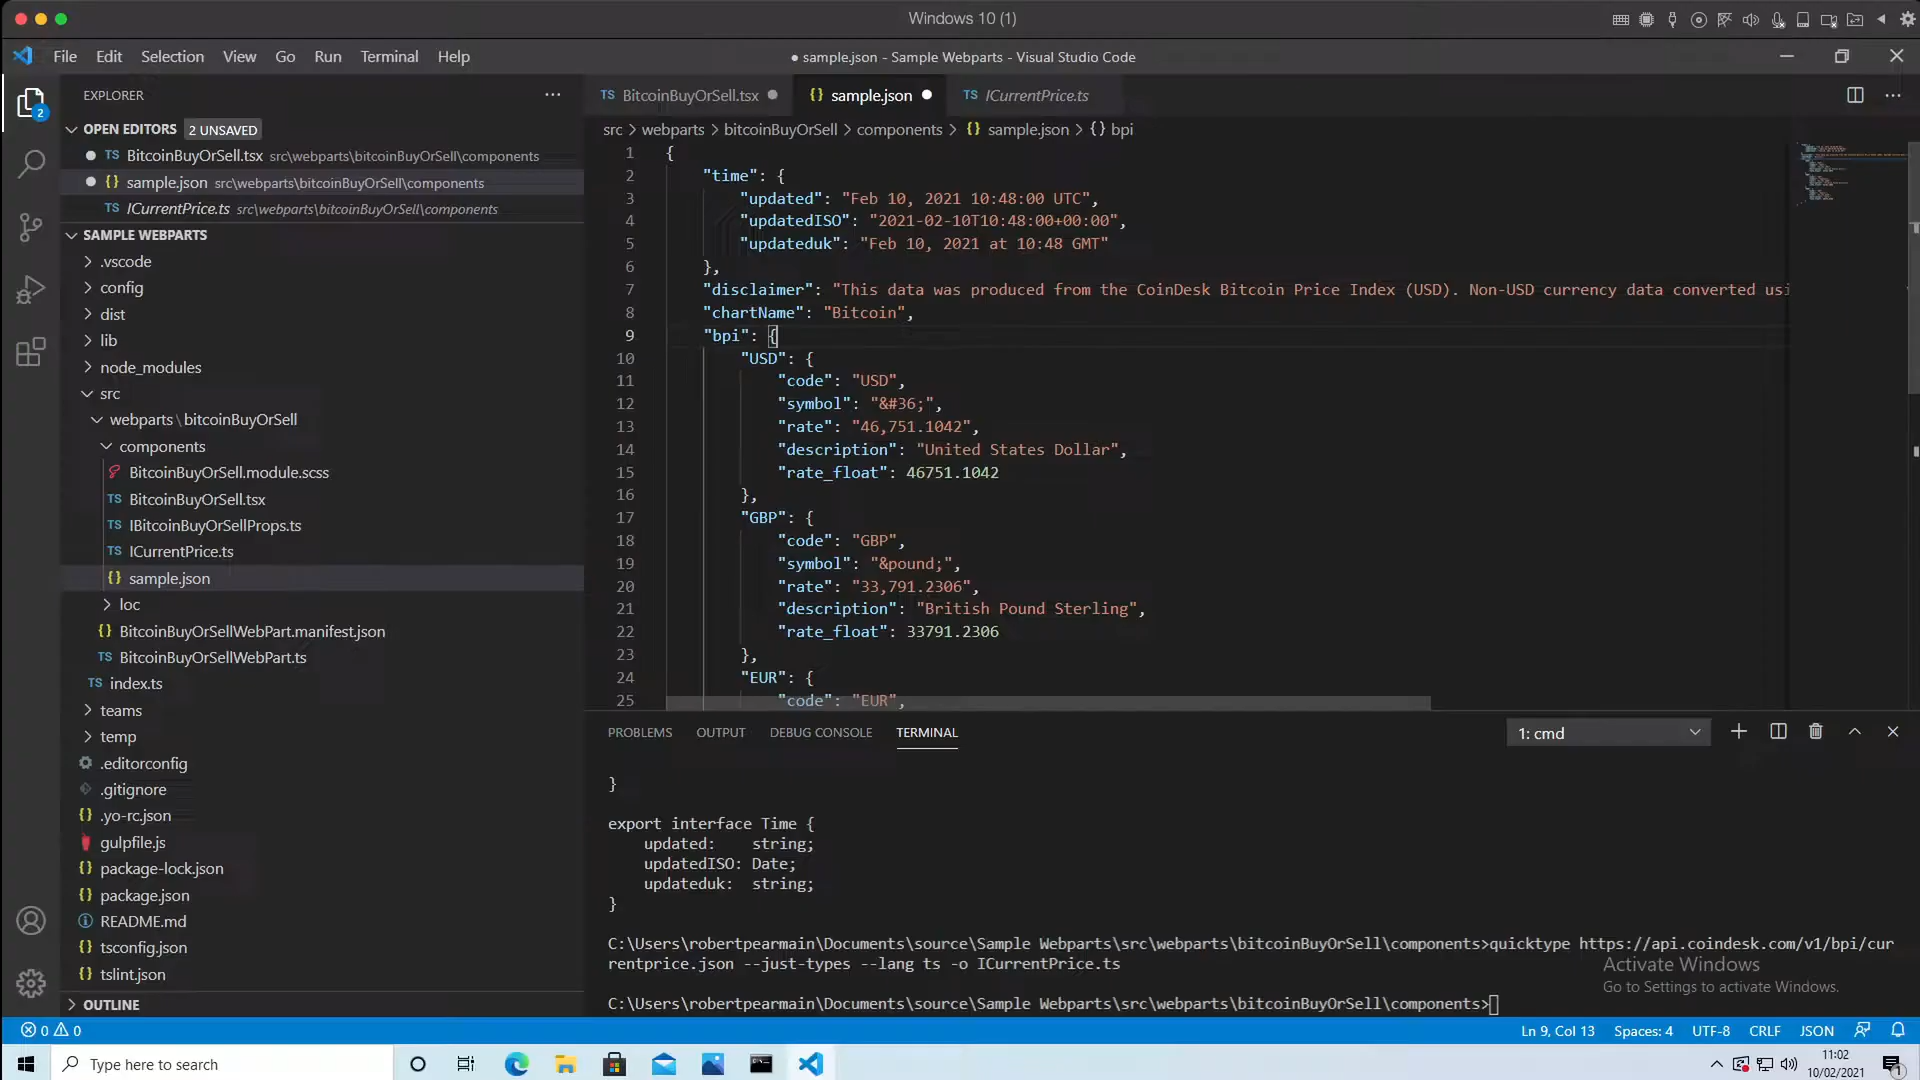 Windows 10 (1)
File Edit Selection View Go Run Terminal Help
● sample.json - Sample Webparts - Visual Studio Code
EXPLORER
2
OPEN EDITORS 2 UNSAVED
TS BitcoinBuyOrSell.tsx src\webparts\bitcoinBuyOrSell\components
{} sample.json src\webparts\bitcoinBuyOrSell\components
TS ICurrentPrice.ts src\webparts\bitcoinBuyOrSell\components
SAMPLE WEBPARTS
.vscode
config
dist
lib
node_modules
src
webparts\bitcoinBuyOrSell
components
BitcoinBuyOrSell.module.scss
TS BitcoinBuyOrSell.tsx
TS IBitcoinBuyOrSellProps.ts
TS ICurrentPrice.ts
{} sample.json
loc
{} BitcoinBuyOrSellWebPart.manifest.json
TS BitcoinBuyOrSellWebPart.ts
TS index.ts
teams
temp
.editorconfig
.gitignore
{} .yo-rc.json
gulpfile.js
{} package-lock.json
{} package.json
README.md
{} tsconfig.json
{} tslint.json
OUTLINE
TS BitcoinBuyOrSell.tsx ● {} sample.json ● TS ICurrentPrice.ts
src > webparts > bitcoinBuyOrSell > components > {} sample.json > {} bpi
1 {
2 "time": {
3 "updated": "Feb 10, 2021 10:48:00 UTC",
4 "updatedISO": "2021-02-10T10:48:00+00:00",
5 "updateduk": "Feb 10, 2021 at 10:48 GMT"
6 },
7 "disclaimer": "This data was produced from the CoinDesk Bitcoin Price Index (USD). Non-USD currency data converted usi
8 "chartName": "Bitcoin",
9 "bpi": {
10 "USD": {
11 "code": "USD",
12 "symbol": "&#36;",
13 "rate": "46,751.1042",
14 "description": "United States Dollar",
15 "rate_float": 46751.1042
16 },
17 "GBP": {
18 "code": "GBP",
19 "symbol": "&pound;",
20 "rate": "33,791.2306",
21 "description": "British Pound Sterling",
22 "rate_float": 33791.2306
23 },
24 "EUR": {
25 "code": "EUR",
PROBLEMS OUTPUT DEBUG CONSOLE TERMINAL 1: cmd
}
export interface Time {
updated: string;
updatedISO: Date;
updateduk: string;
}
C:\Users\robertpearmain\Documents\source\Sample Webparts\src\webparts\bitcoinBuyOrSell\components>quicktype https://api.coindesk.com/v1/bpi/cur
rentprice.json --just-types --lang ts -o ICurrentPrice.ts
C:\Users\robertpearmain\Documents\source\Sample Webparts\src\webparts\bitcoinBuyOrSell\components>
Activate Windows
Go to Settings to activate Windows.
0 0 Ln 9, Col 13 Spaces: 4 UTF-8 CRLF JSON
Type here to search
11:02
10/02/2021
1